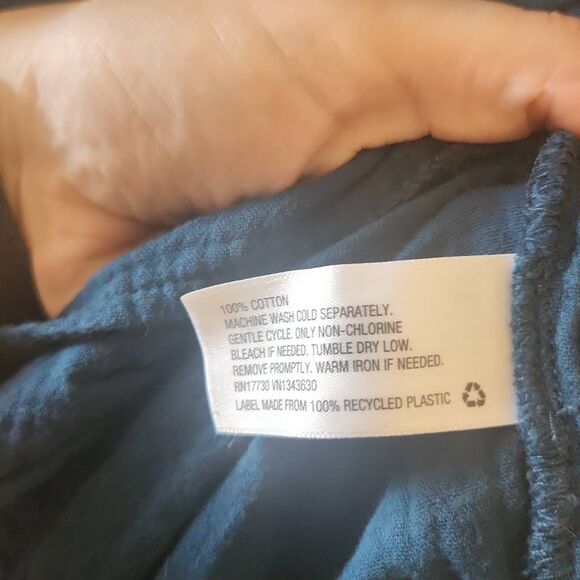 100% COTTON
MACHINE WASH COLD SEPARATELY.
GENTLE CYCLE. ONLY NON-CHLORINE
BLEACH IF NEEDED. TUMBLE DRY LOW.
REMOVE PROMPTLY. WARM IRON IF NEEDED.
RN17730 VN1343630
LABEL MADE FROM 100% RECYCLED PLASTIC